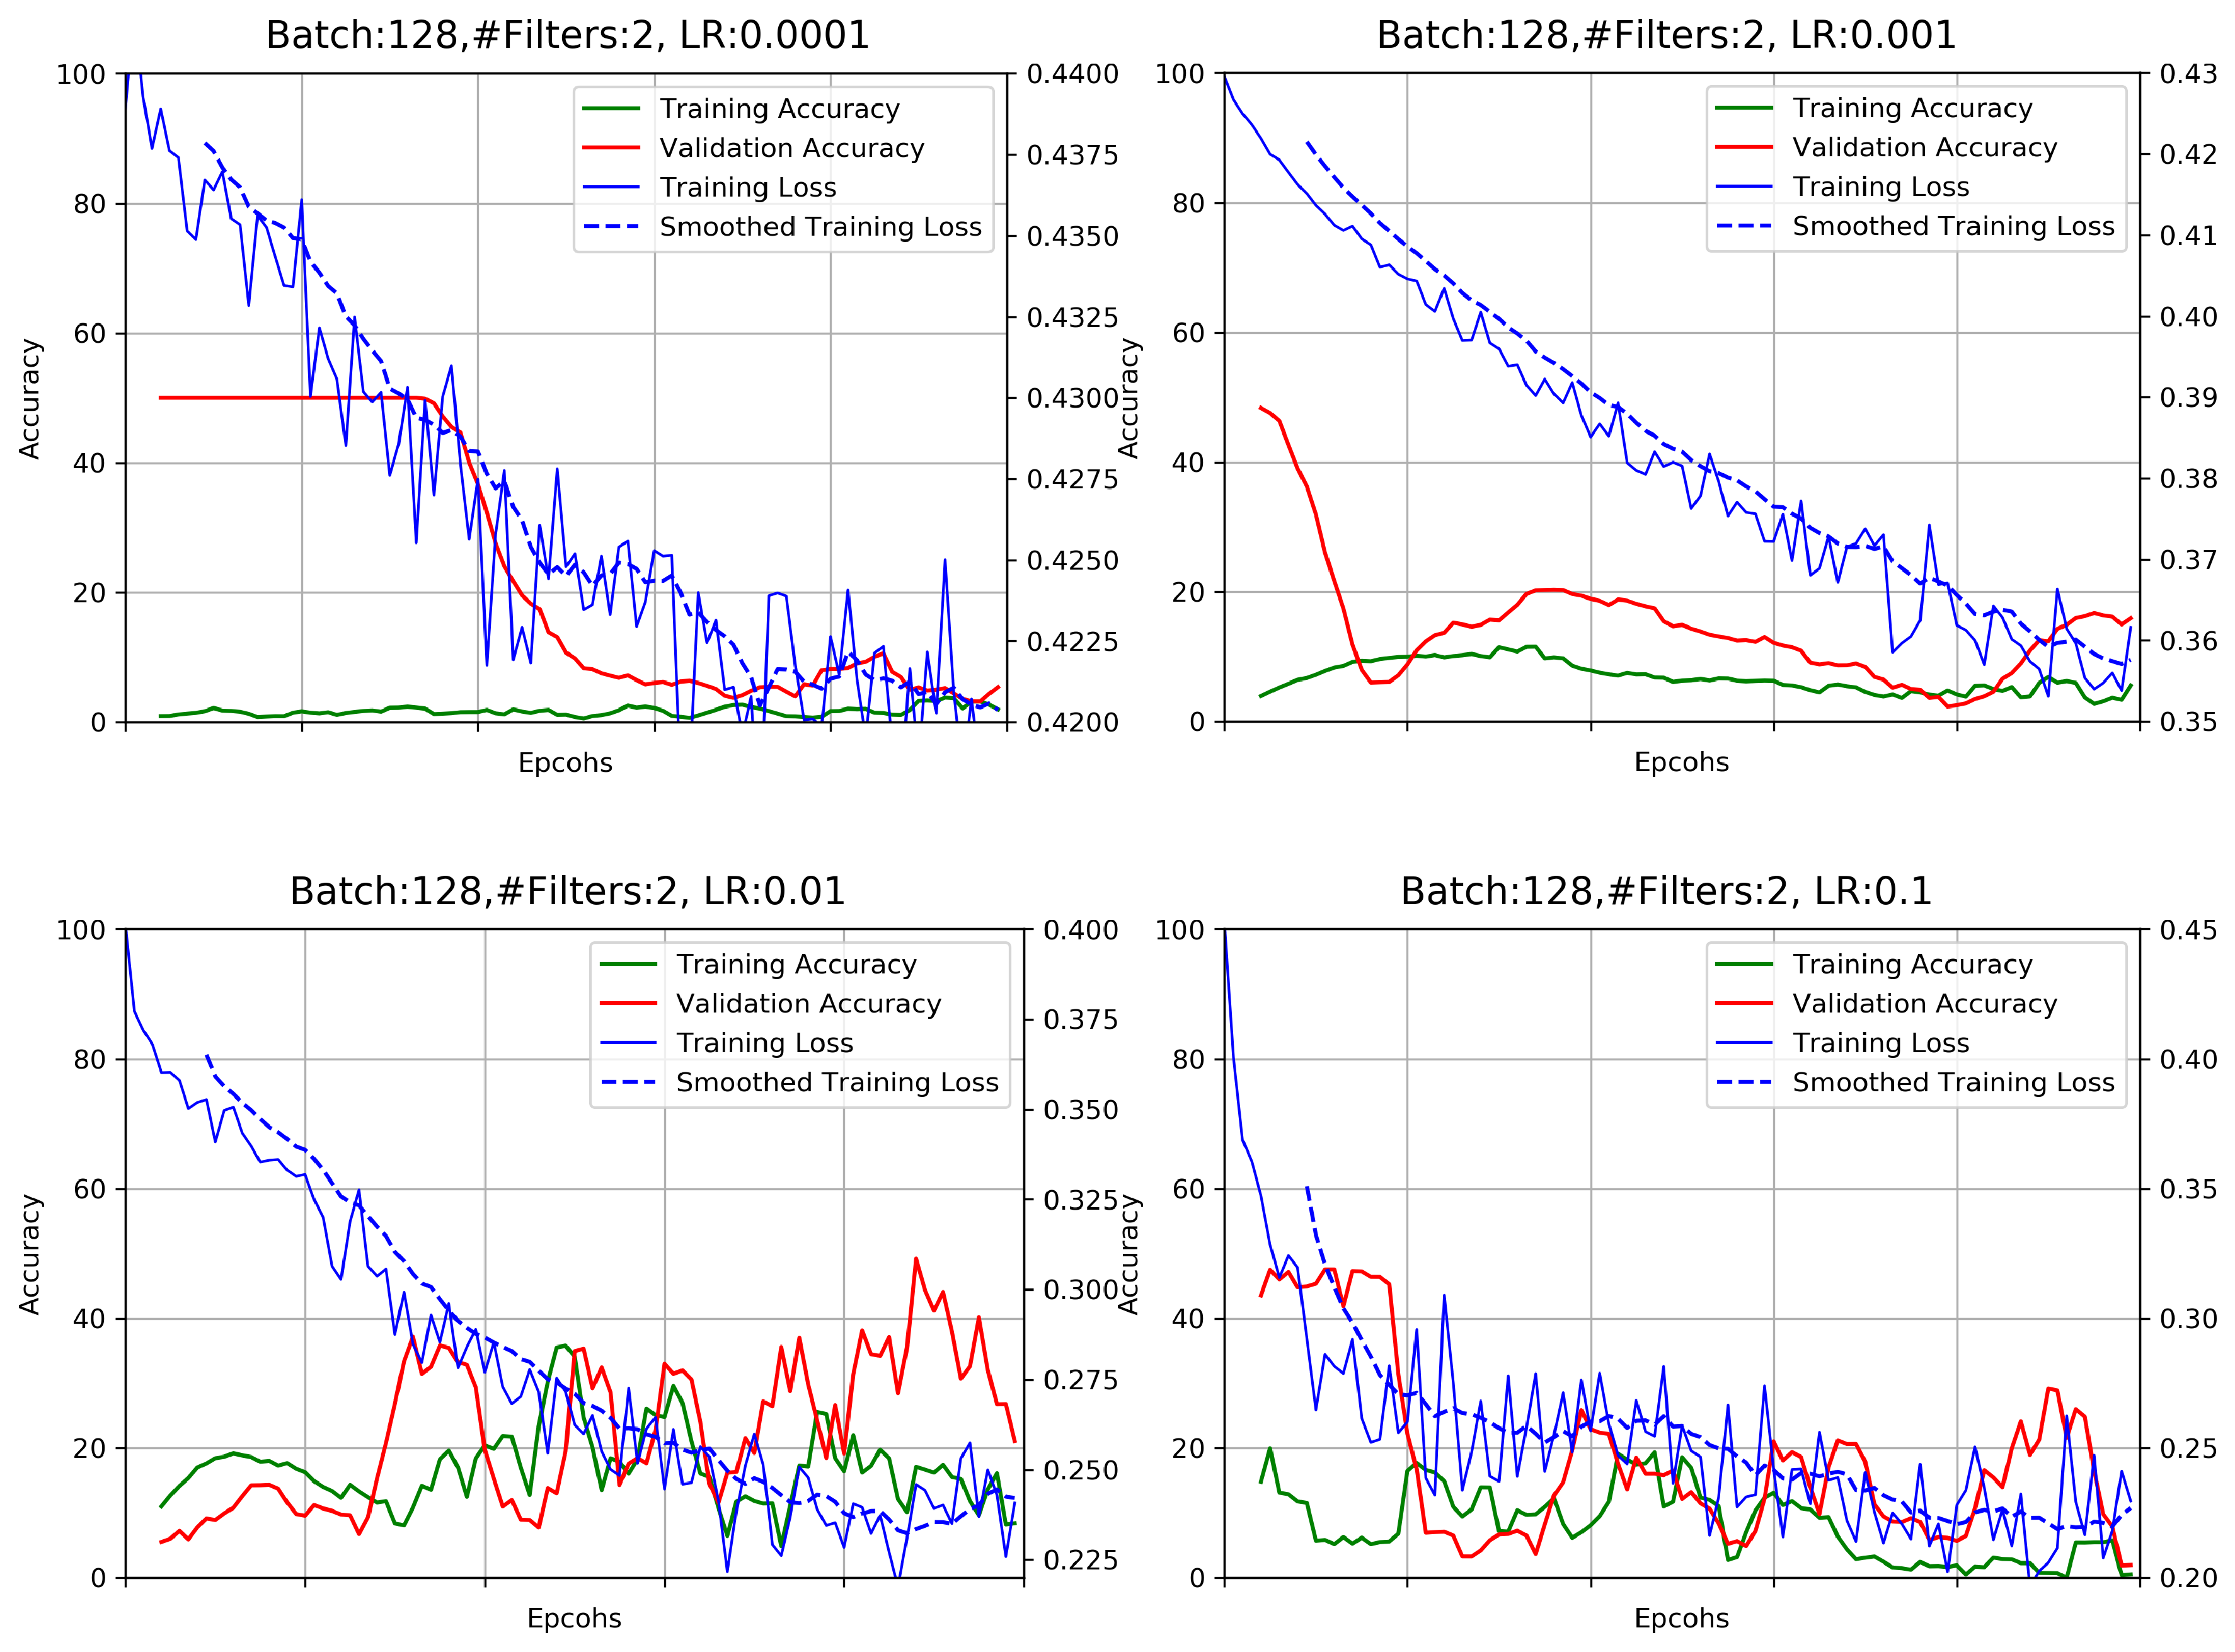 Batch:128,#Filters:2, LR:0.0001
100
80
60
40
20
0
Accuracy
Epcohs
0.4400
0.4375
0.4350
0.4325
0.4300
0.4275
0.4250
0.4225
0.4200
Training Accuracy
Validation Accuracy
Training Loss
Smoothed Training Loss
Batch:128,#Filters:2, LR:0.001
100
80
60
40
20
0
Accuracy
Epcohs
0.43
0.42
0.41
0.40
0.39
0.38
0.37
0.36
0.35
Training Accuracy
Validation Accuracy
Training Loss
Smoothed Training Loss
Batch:128,#Filters:2, LR:0.01
100
80
60
40
20
0
Accuracy
Epcohs
0.400
0.375
0.350
0.325
0.300
0.275
0.250
0.225
Training Accuracy
Validation Accuracy
Training Loss
Smoothed Training Loss
Batch:128,#Filters:2, LR:0.1
100
80
60
40
20
0
Accuracy
Epcohs
0.45
0.40
0.35
0.30
0.25
0.20
Training Accuracy
Validation Accuracy
Training Loss
Smoothed Training Loss